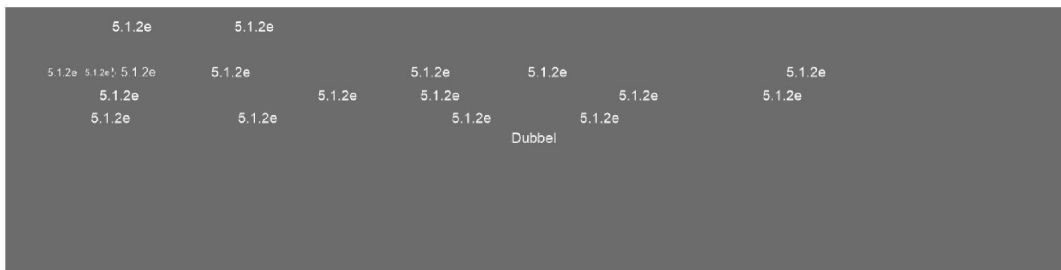 5.1.2e 5.1.2e
5.1.2e 5.1.2e 5.1.2e 5.1.2e 5.1.2e 5.1.2e 5.1.2e
5.1.2e 5.1.2e 5.1.2e 5.1.2e 5.1.2e
5.1.2e 5.1.2e 5.1.2e 5.1.2e
Dubbel